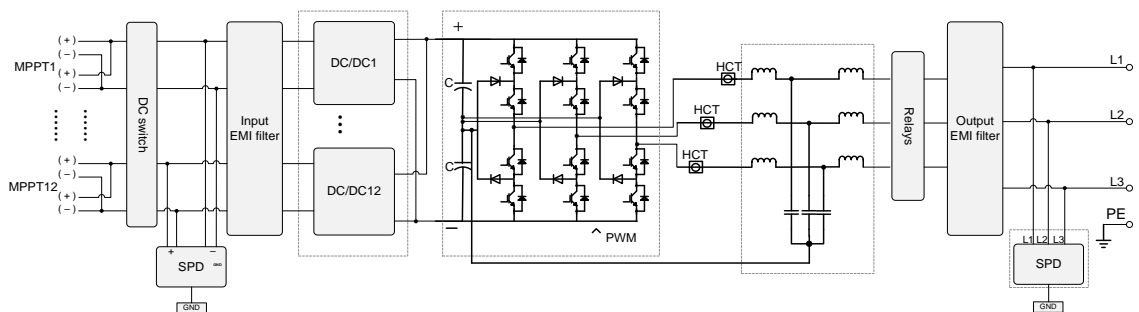 (+)
(−)
MPPT1
(+)
(−)
(+)
(−)
MPPT12
(+)
(−)
DC switch
Input
EMI filter
DC/DC1
DC/DC12
+
−
SPD
GND
GND
+
C
C
−
^ PWM
HCT
HCT
HCT
Relays
Output
EMI filter
L1
L2
L3
PE
L1 L2 L3
SPD
GND